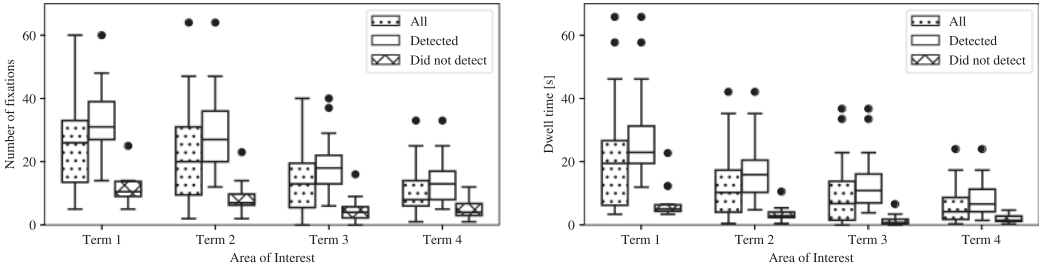 Number of fixations
60
40
20
0
All
Detected
Did not detect
Term 1 Term 2 Term 3 Term 4
Area of Interest
Dwell time [s]
60
40
20
0
All
Detected
Did not detect
Term 1 Term 2 Term 3 Term 4
Area of Interest